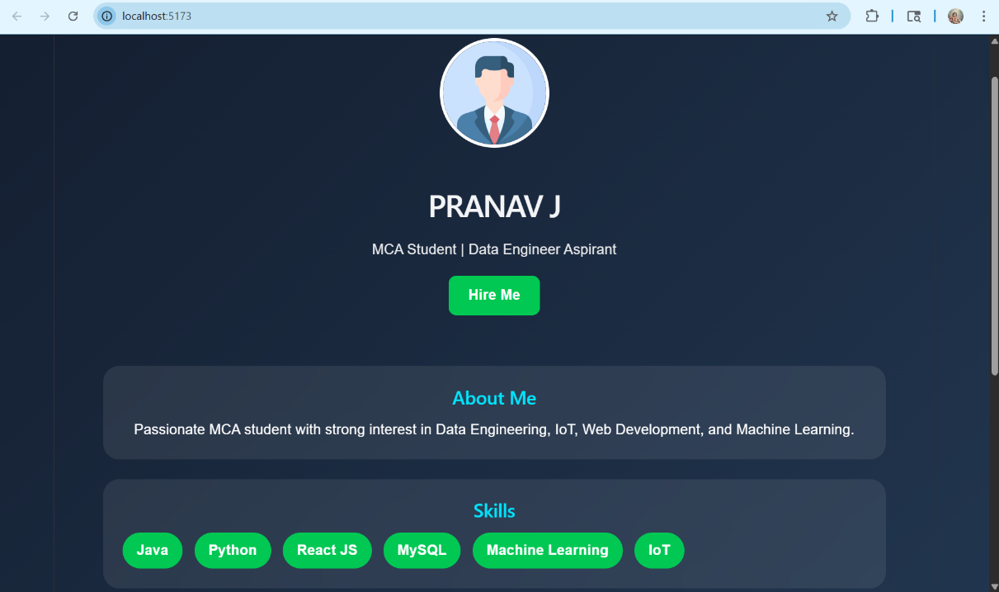 localhost:5173
PRANAV J
MCA Student | Data Engineer Aspirant
Hire Me
About Me
Passionate MCA student with strong interest in Data Engineering, IoT, Web Development, and Machine Learning.
Skills
Java Python React JS MySQL Machine Learning IoT